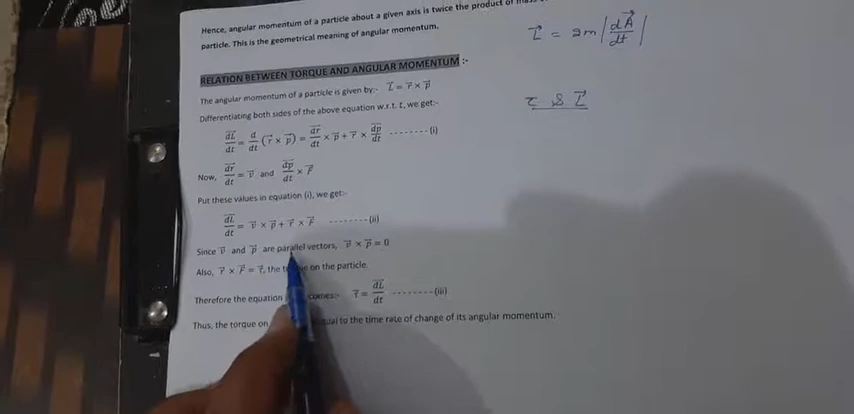 Hence, angular momentum of a particle about a given axis is twice the product of mass
particle. This is the geometrical meaning of angular momentum.
L⃗ = 2m |dA⃗/dt|
RELATION BETWEEN TORQUE AND ANGULAR MOMENTUM :-
The angular momentum of a particle is given by:- L⃗ = r⃗ × p⃗
τ & L⃗
Differentiating both sides of the above equation w.r.t. t, we get:-
dL⃗/dt = d/dt (r⃗ × p⃗) = dr⃗/dt × p⃗ + r⃗ × dp⃗/dt --------(i)
Now, dr⃗/dt = v⃗ and dp⃗/dt × F⃗
Put these values in equation (i), we get:-
dL⃗/dt = v⃗ × p⃗ + r⃗ × F⃗ --------(ii)
Since v⃗ and p⃗ are parallel vectors, v⃗ × p⃗ = 0
Also, r⃗ × F⃗ = τ⃗, the on the particle.
Therefore the equation comes:- τ⃗ = dL⃗/dt --------(iii)
Thus, the torque on equal to the time rate of change of its angular momentum.